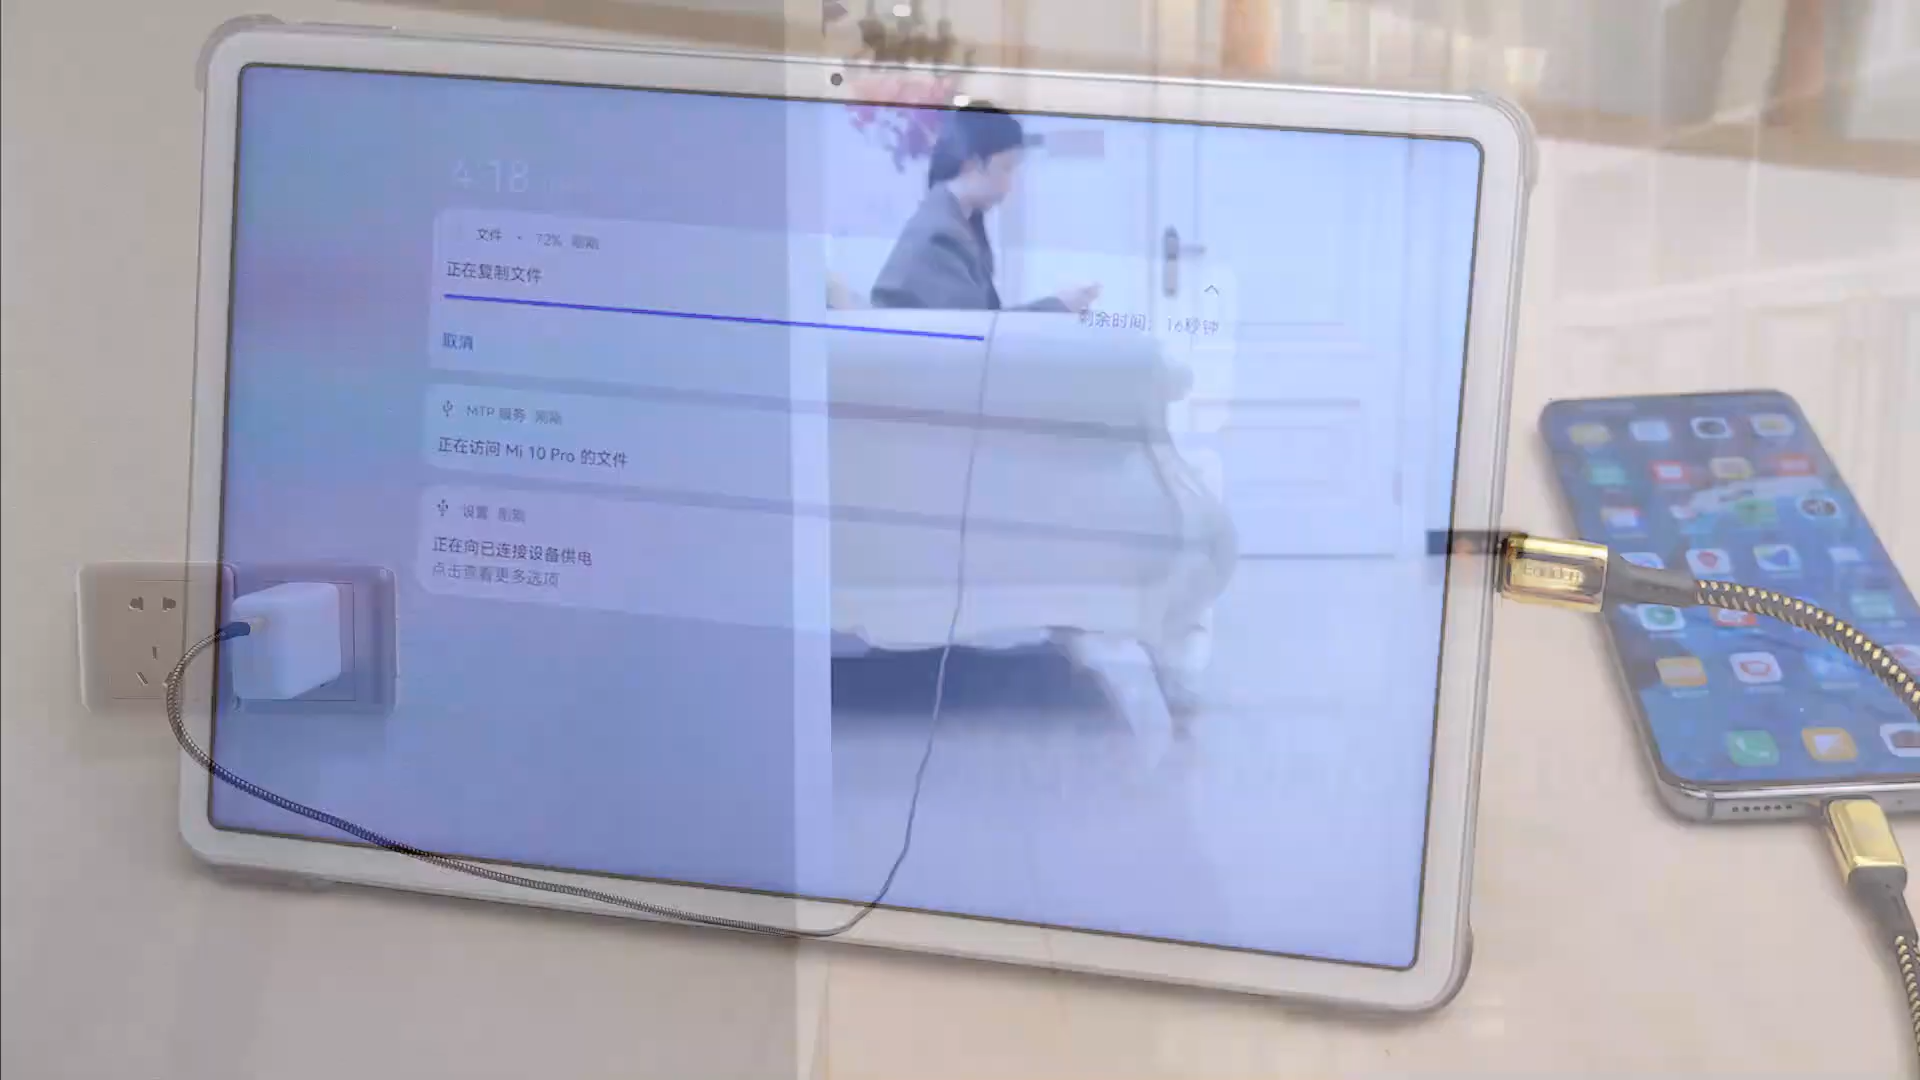 4:18
文件 · 72% 刚刚
正在复制文件
剩余时间：16秒钟
取消
MTP 服务 刚刚
正在访问 Mi 10 Pro 的文件
设置 刚刚
正在向已连接设备供电
点击查看更多选项